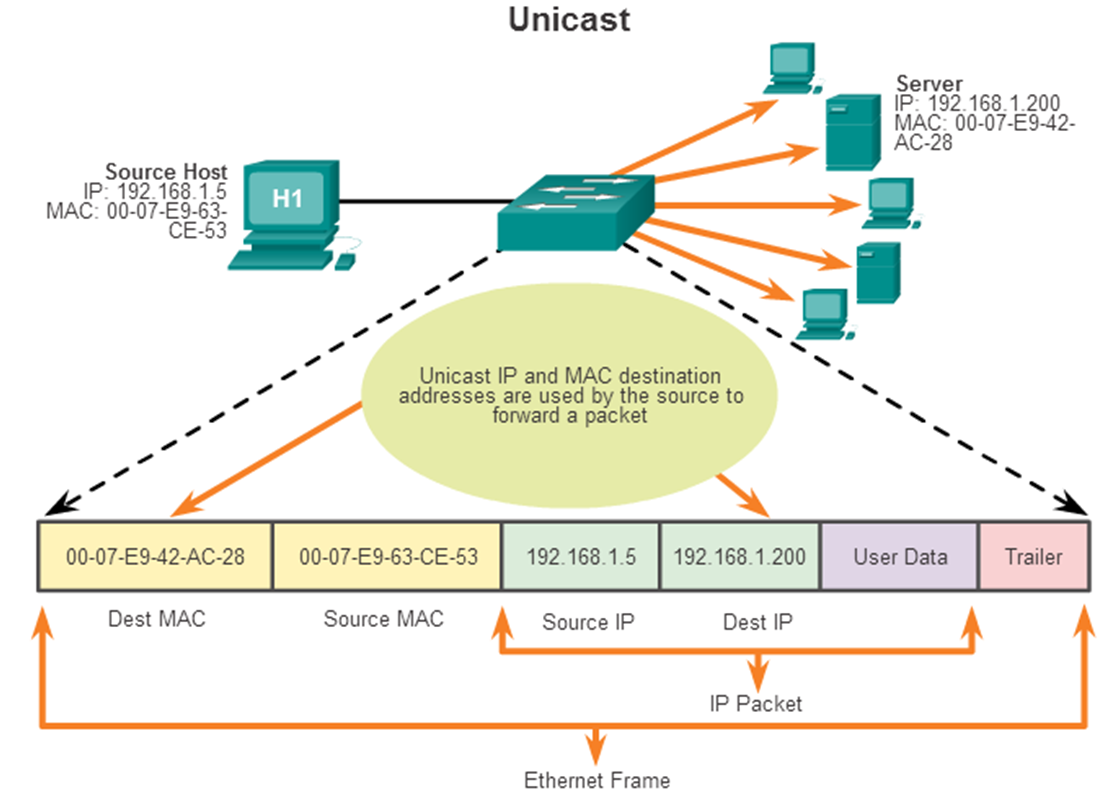 Unicast
Server
IP: 192.168.1.200
MAC: 00-07-E9-42-
AC-28
Source Host
IP: 192.168.1.5
MAC: 00-07-E9-63-
CE-53
H1
Unicast IP and MAC destination
addresses are used by the source to
forward a packet
00-07-E9-42-AC-28
00-07-E9-63-CE-53
192.168.1.5
192.168.1.200
User Data
Trailer
Dest MAC
Source MAC
Source IP
Dest IP
IP Packet
Ethernet Frame